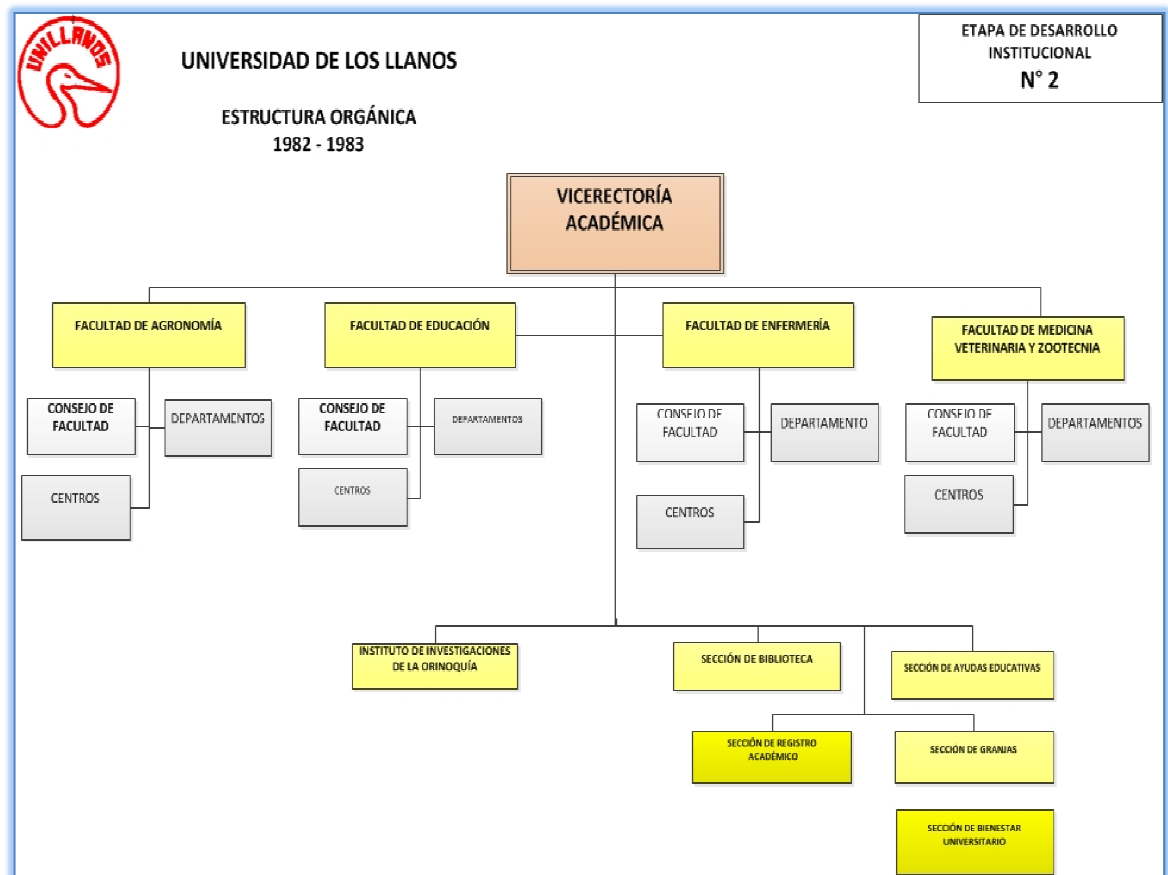 UNILLANOS
UNIVERSIDAD DE LOS LLANOS
ESTRUCTURA ORGÁNICA
1982 - 1983
ETAPA DE DESARROLLO
INSTITUCIONAL
N° 2
VICERECTORÍA
ACADÉMICA
FACULTAD DE AGRONOMÍA
FACULTAD DE EDUCACIÓN
FACULTAD DE ENFERMERÍA
FACULTAD DE MEDICINA
VETERINARIA Y ZOOTECNIA
CONSEJO DE
FACULTAD
DEPARTAMENTOS
CENTROS
CONSEJO DE
FACULTAD
DEPARTAMENTOS
CENTROS
CONSEJO DE
FACULTAD
DEPARTAMENTO
CENTROS
CONSEJO DE
FACULTAD
DEPARTAMENTOS
CENTROS
INSTITUTO DE INVESTIGACIONES
DE LA ORINOQUÍA
SECCIÓN DE BIBLIOTECA
SECCIÓN DE AYUDAS EDUCATIVAS
SECCIÓN DE REGISTRO
ACADÉMICO
SECCIÓN DE GRANJAS
SECCIÓN DE BIENESTAR
UNIVERSITARIO